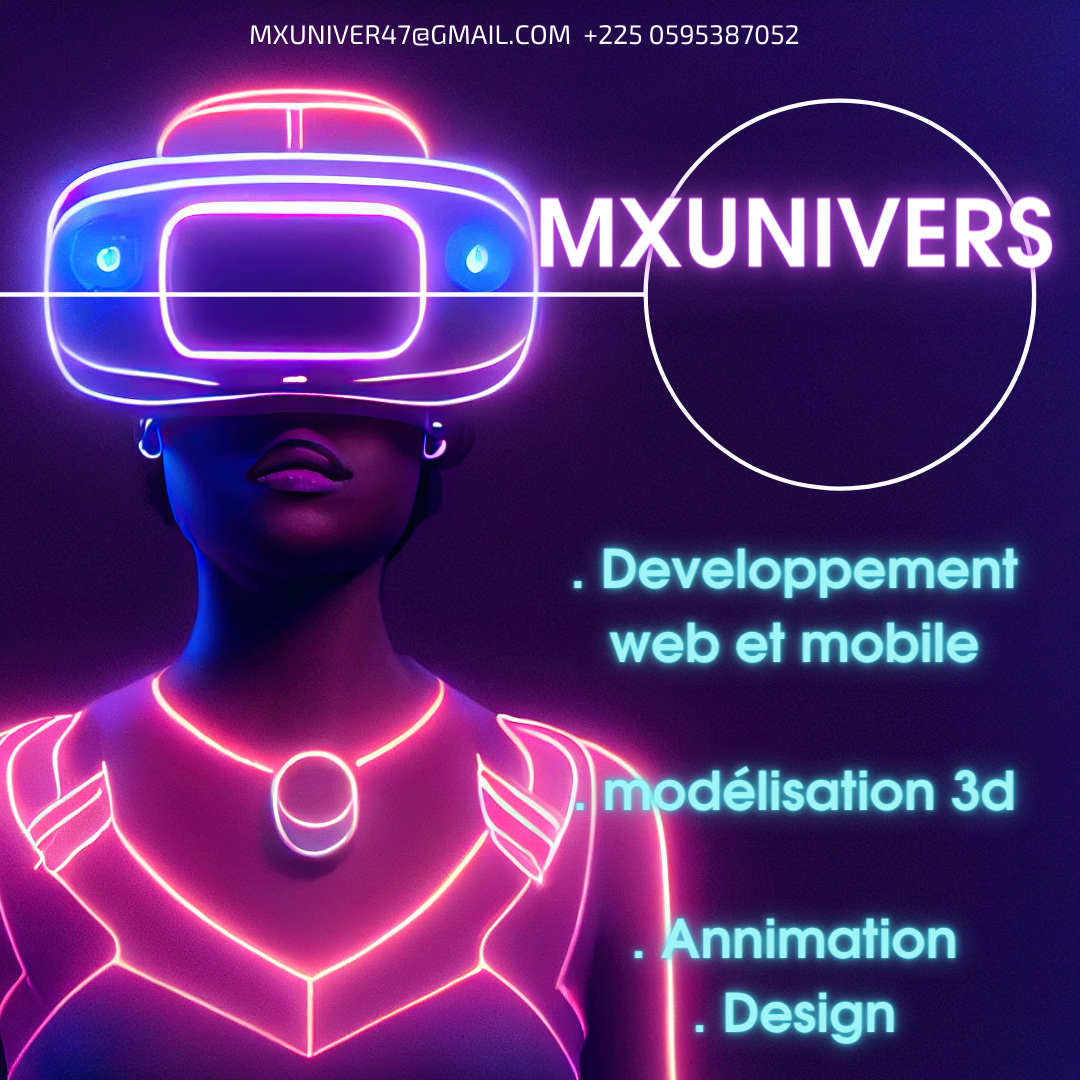 MXUNIVER47@GMAIL.COM +225 0595387052
MXUNIVERS
. Developpement
web et mobile
. modélisation 3d
. Annimation
. Design